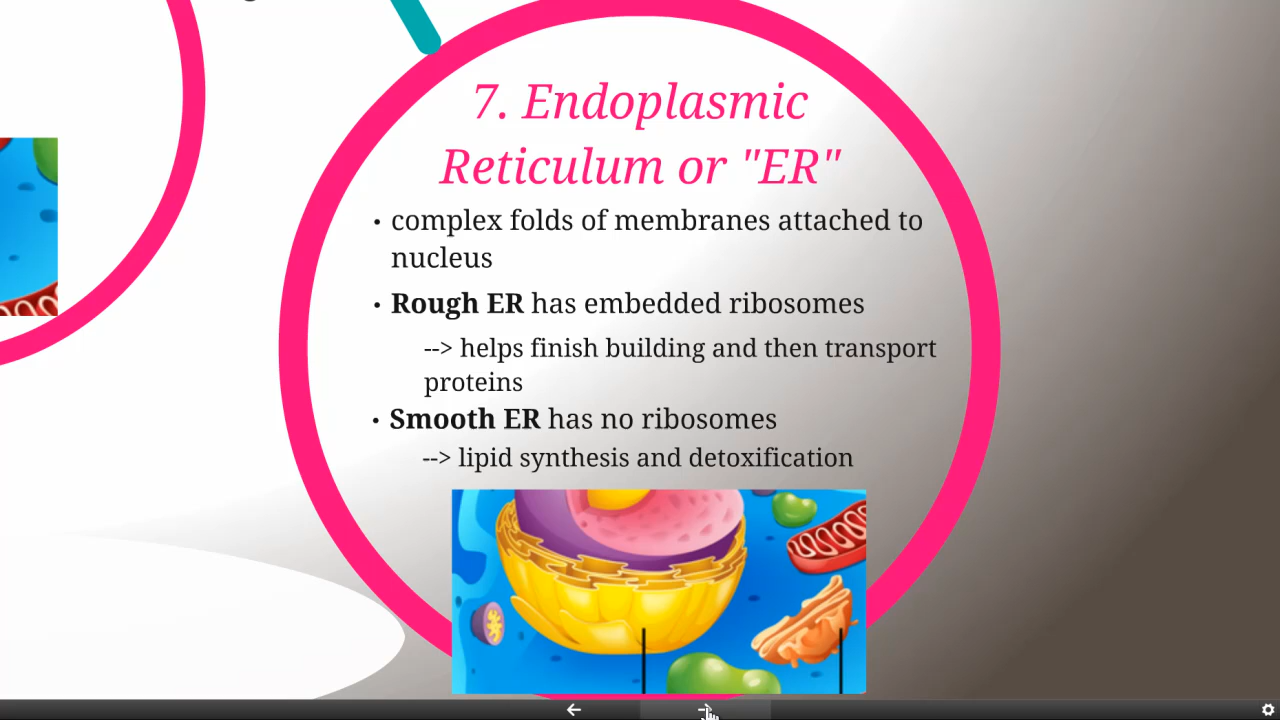 7. Endoplasmic
Reticulum or "ER"
• complex folds of membranes attached to
nucleus
• Rough ER has embedded ribosomes
--> helps finish building and then transport
proteins
• Smooth ER has no ribosomes
--> lipid synthesis and detoxification